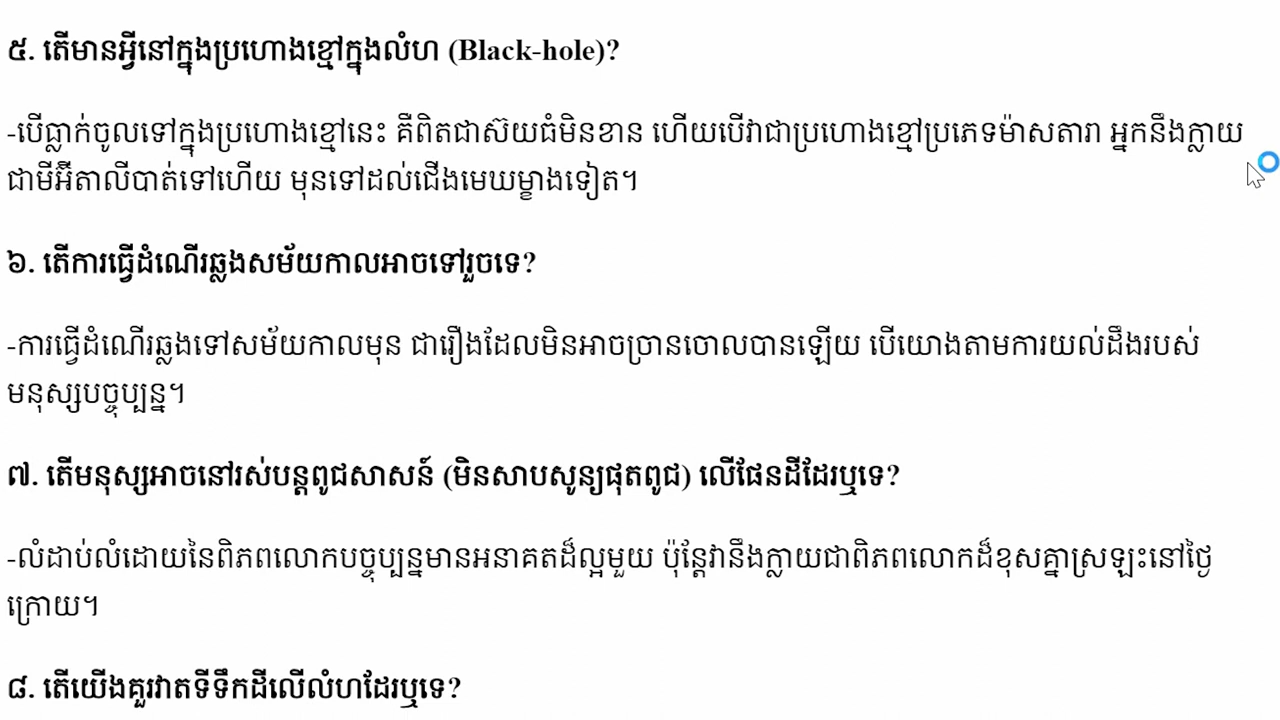 ៥. តើមានអ្វីនៅក្នុងប្រហោងខ្មៅក្នុងលំហ (Black-hole)?
-បើធ្លាក់ចូលទៅក្នុងប្រហោងខ្មៅនេះ គឺពិតជាស៊យធំមិនខាន ហើយបើវាជាប្រហោងខ្មៅប្រភេទម៉ាសតារា អ្នកនឹងក្លាយ
ជាមីអ៊ីតាលីបាត់ទៅហើយ មុនទៅដល់ជើងមេឃម្ខាងទៀត។
៦. តើការធ្វើដំណើរឆ្លងសម័យកាលអាចទៅរួចទេ?
-ការធ្វើដំណើរឆ្លងទៅសម័យកាលមុន ជារឿងដែលមិនអាចច្រានចោលបានឡើយ បើយោងតាមការយល់ដឹងរបស់
មនុស្សបច្ចុប្បន្ន។
៧. តើមនុស្សអាចនៅរស់បន្តពូជសាសន៍ (មិនសាបសូន្យផុតពូជ) លើផែនដីដែរឬទេ?
-លំដាប់លំដោយនៃពិភពលោកបច្ចុប្បន្នមានអនាគតដ៏ល្អមួយ ប៉ុន្តែវានឹងក្លាយជាពិភពលោកដ៏ខុសគ្នាស្រឡះនៅថ្ងៃ
ក្រោយ។
៨. តើយើងគួរវាតទីទឹកដីលើលំហដែរឬទេ?